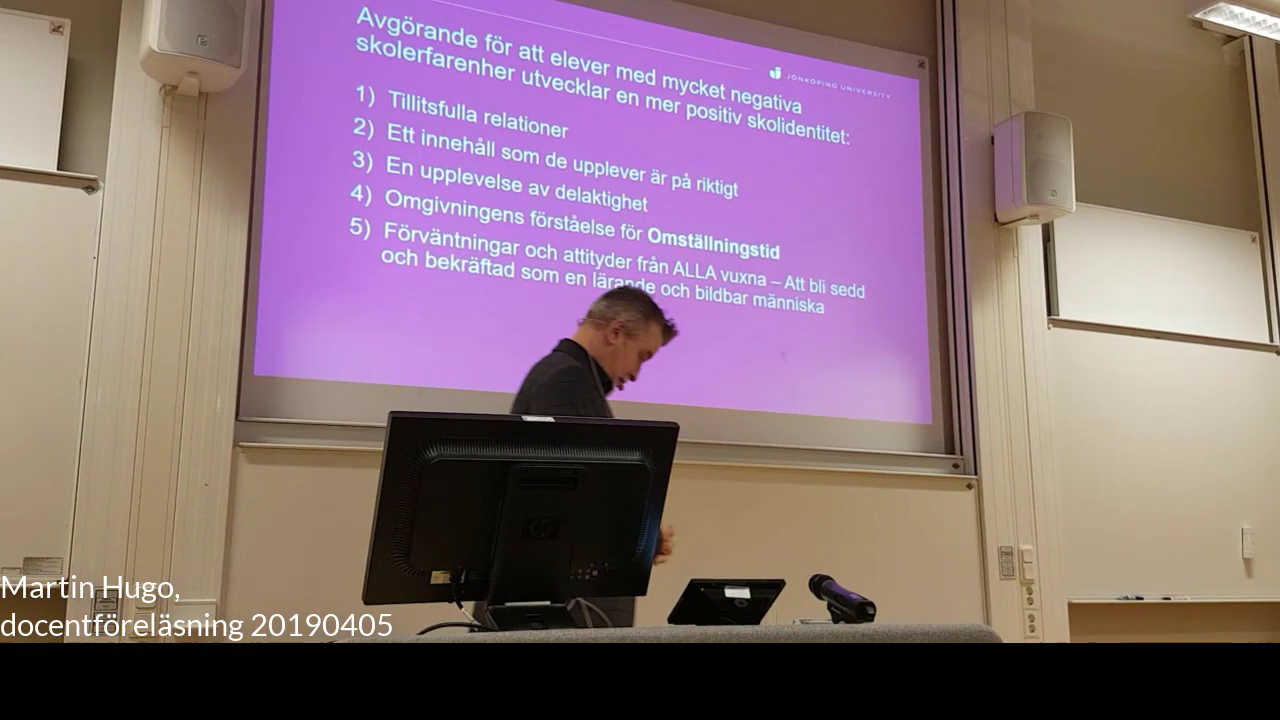 Avgörande för att elever med mycket negativa
skolerfarenher utvecklar en mer positiv skolidentitet:
JÖNKÖPING UNIVERSITY
1) Tillitsfulla relationer
2) Ett innehåll som de upplever är på riktigt
3) En upplevelse av delaktighet
4) Omgivningens förståelse för Omställningstid
5) Förväntningar och attityder från ALLA vuxna – Att bli sedd
och bekräftad som en lärande och bildbar människa
Martin Hugo,
docentföreläsning 20190405